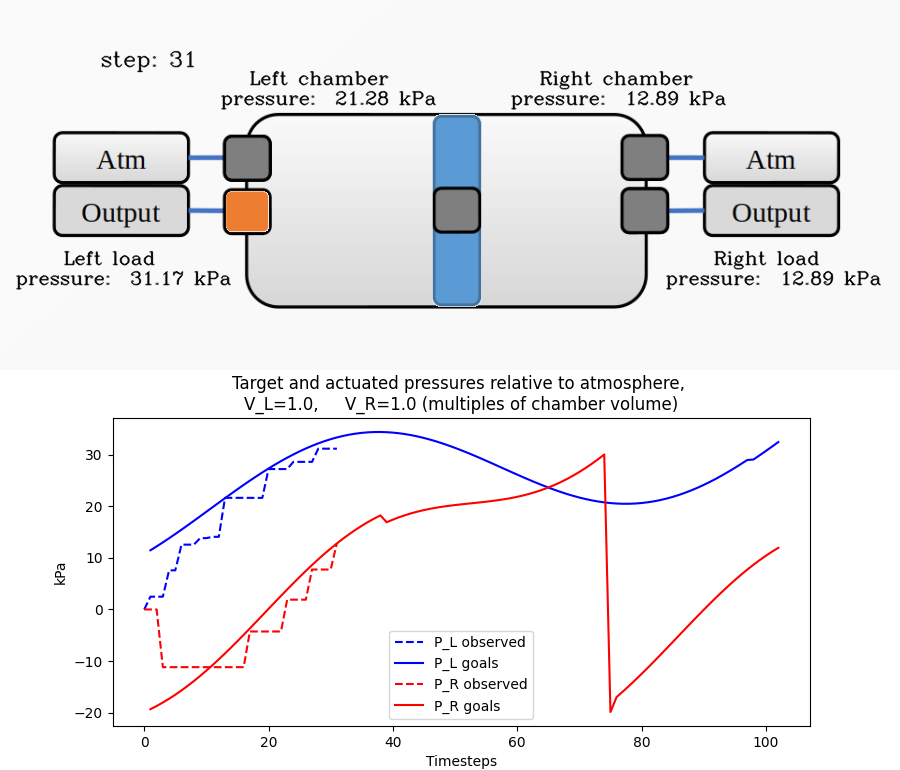 step: 31
Left chamber
pressure: 21.28 kPa
Right chamber
pressure: 12.89 kPa
Atm
Output
Atm
Output
Left load
pressure: 31.17 kPa
Right load
pressure: 12.89 kPa
Target and actuated pressures relative to atmosphere,
V_L=1.0, V_R=1.0 (multiples of chamber volume)
kPa
30
20
10
0
−10
−20
P_L observed
P_L goals
P_R observed
P_R goals
0 20 40 60 80 100
Timesteps